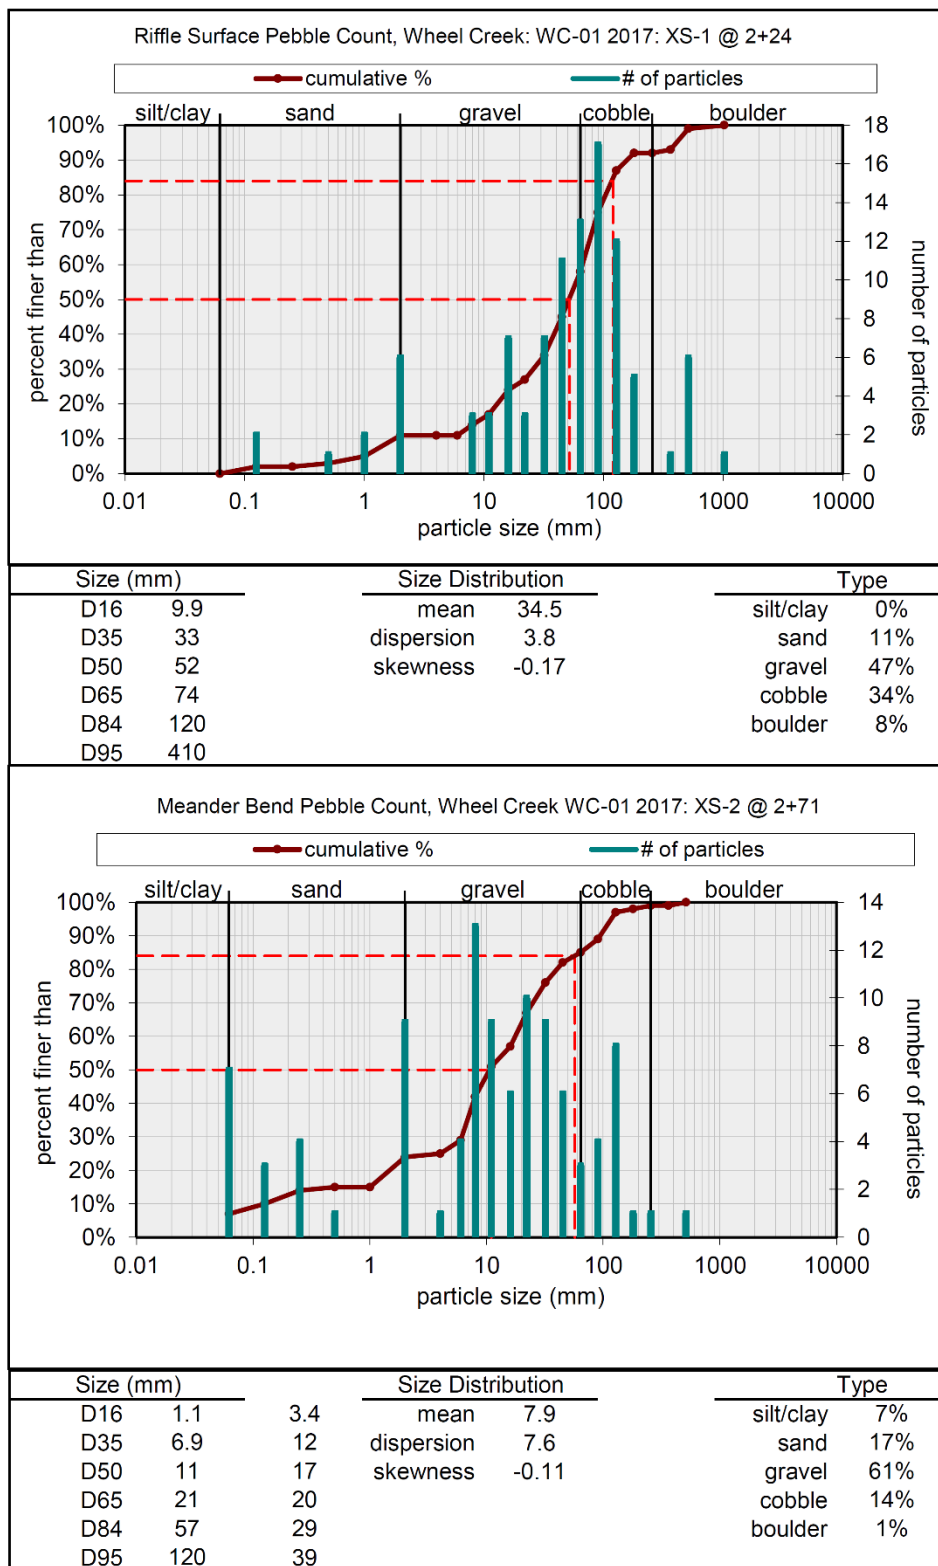 Riffle Surface Pebble Count, Wheel Creek: WC-01 2017: XS-1 @ 2+24
cumulative % # of particles
silt/clay sand gravel cobble boulder
100% 18
90% 16
80% 14
70% 12
60% 10
50% 8
40% 6
30% 4
20% 2
10% 0
0%
percent finer than
number of particles
0.01 0.1 1 10 100 1000 10000
particle size (mm)
Size (mm) Size Distribution Type
D16 9.9 mean 34.5 silt/clay 0%
D35 33 dispersion 3.8 sand 11%
D50 52 skewness -0.17 gravel 47%
D65 74 cobble 34%
D84 120 boulder 8%
D95 410
Meander Bend Pebble Count, Wheel Creek WC-01 2017: XS-2 @ 2+71
cumulative % # of particles
silt/clay sand gravel cobble boulder
100% 14
90% 12
80% 10
70% 8
60% 6
50% 4
40% 2
30% 0
20%
10%
0%
percent finer than
number of particles
0.01 0.1 1 10 100 1000 10000
particle size (mm)
Size (mm) Size Distribution Type
D16 1.1 3.4 mean 7.9 silt/clay 7%
D35 6.9 12 dispersion 7.6 sand 17%
D50 11 17 skewness -0.11 gravel 61%
D65 21 20 cobble 14%
D84 57 29 boulder 1%
D95 120 39